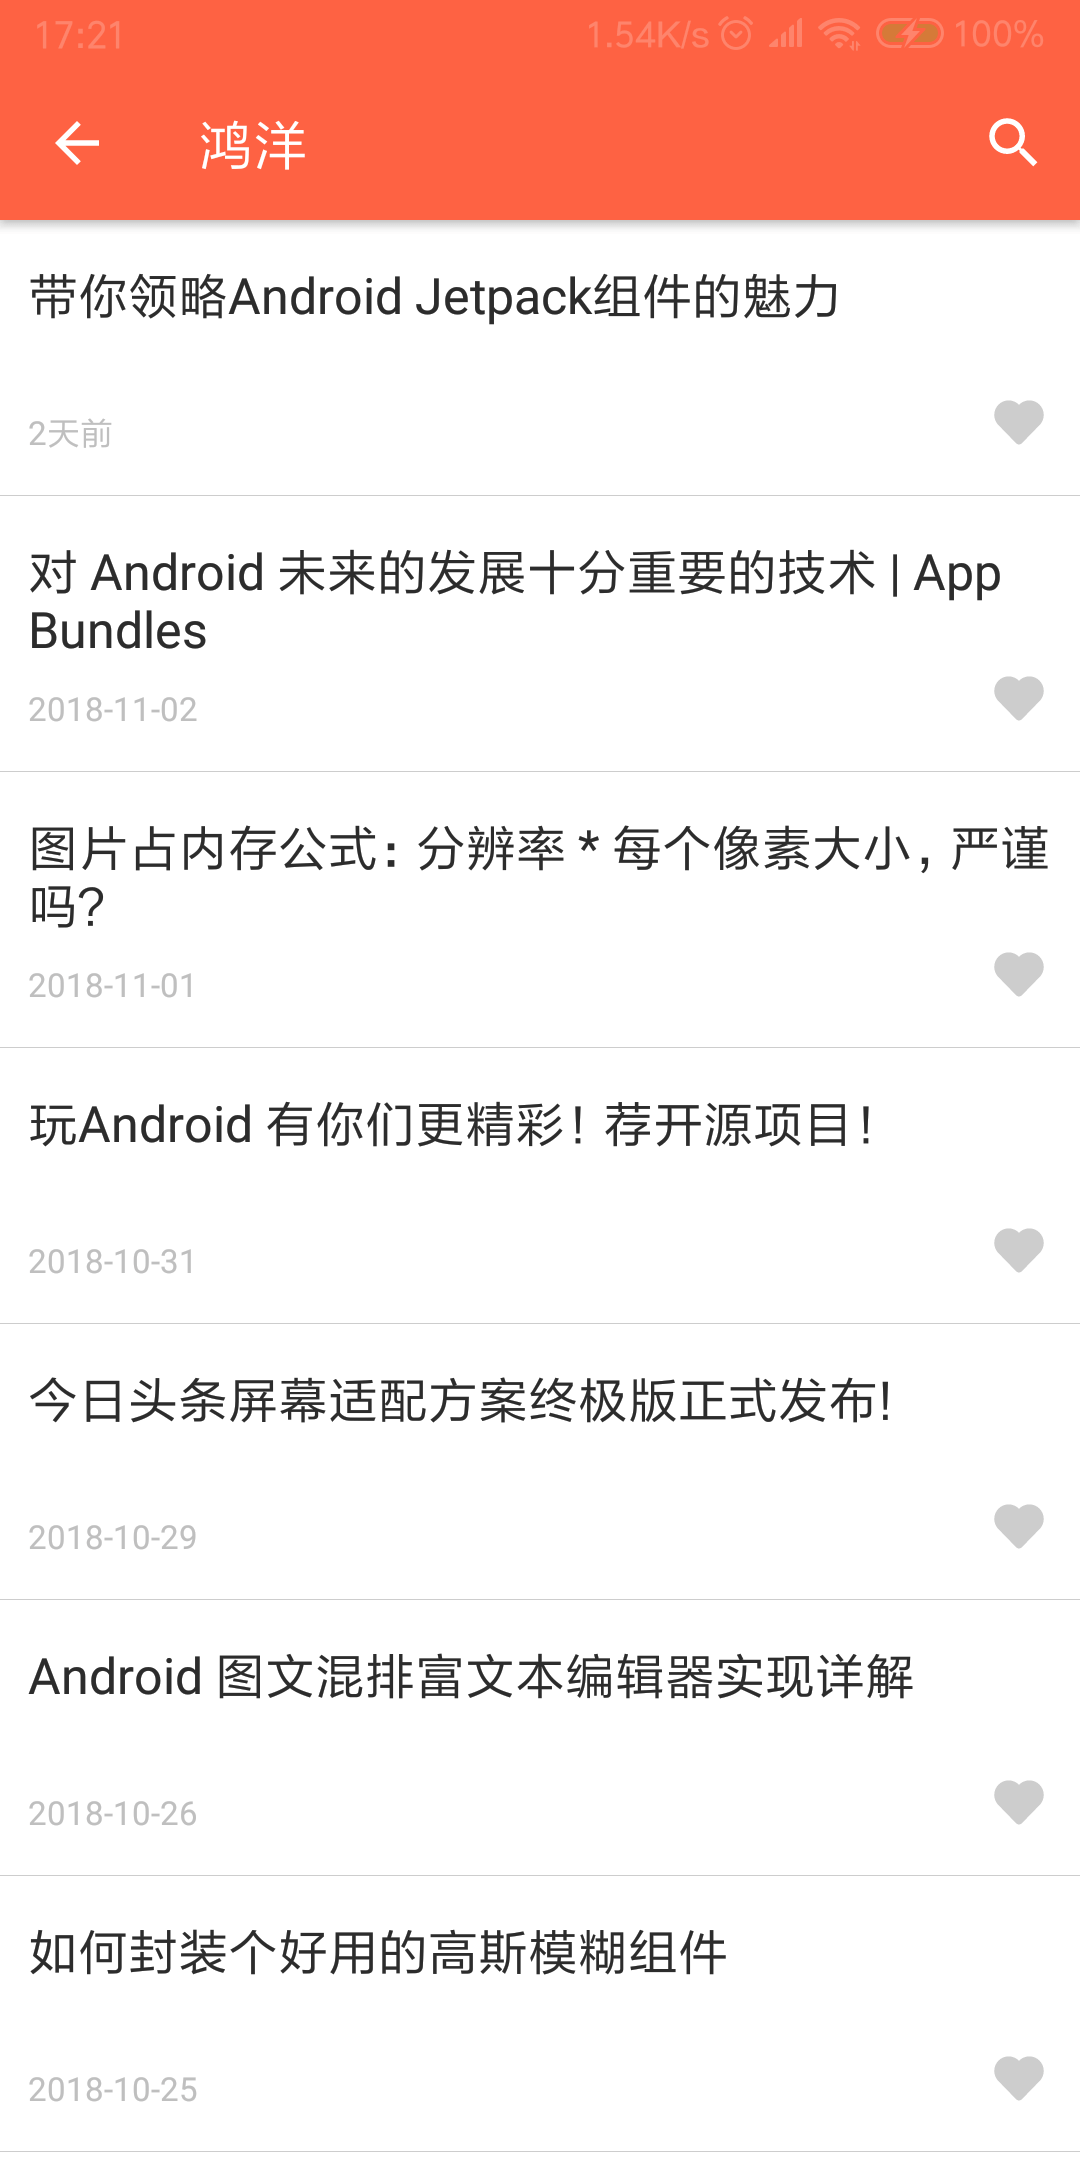 17:21
1.54K/s
100%
鸿洋
带你领略Android Jetpack组件的魅力
2天前
对 Android 未来的发展十分重要的技术 | App
Bundles
2018-11-02
图片占内存公式：分辨率 * 每个像素大小，严谨
吗？
2018-11-01
玩Android 有你们更精彩！荐开源项目！
2018-10-31
今日头条屏幕适配方案终极版正式发布!
2018-10-29
Android 图文混排富文本编辑器实现详解
2018-10-26
如何封装个好用的高斯模糊组件
2018-10-25